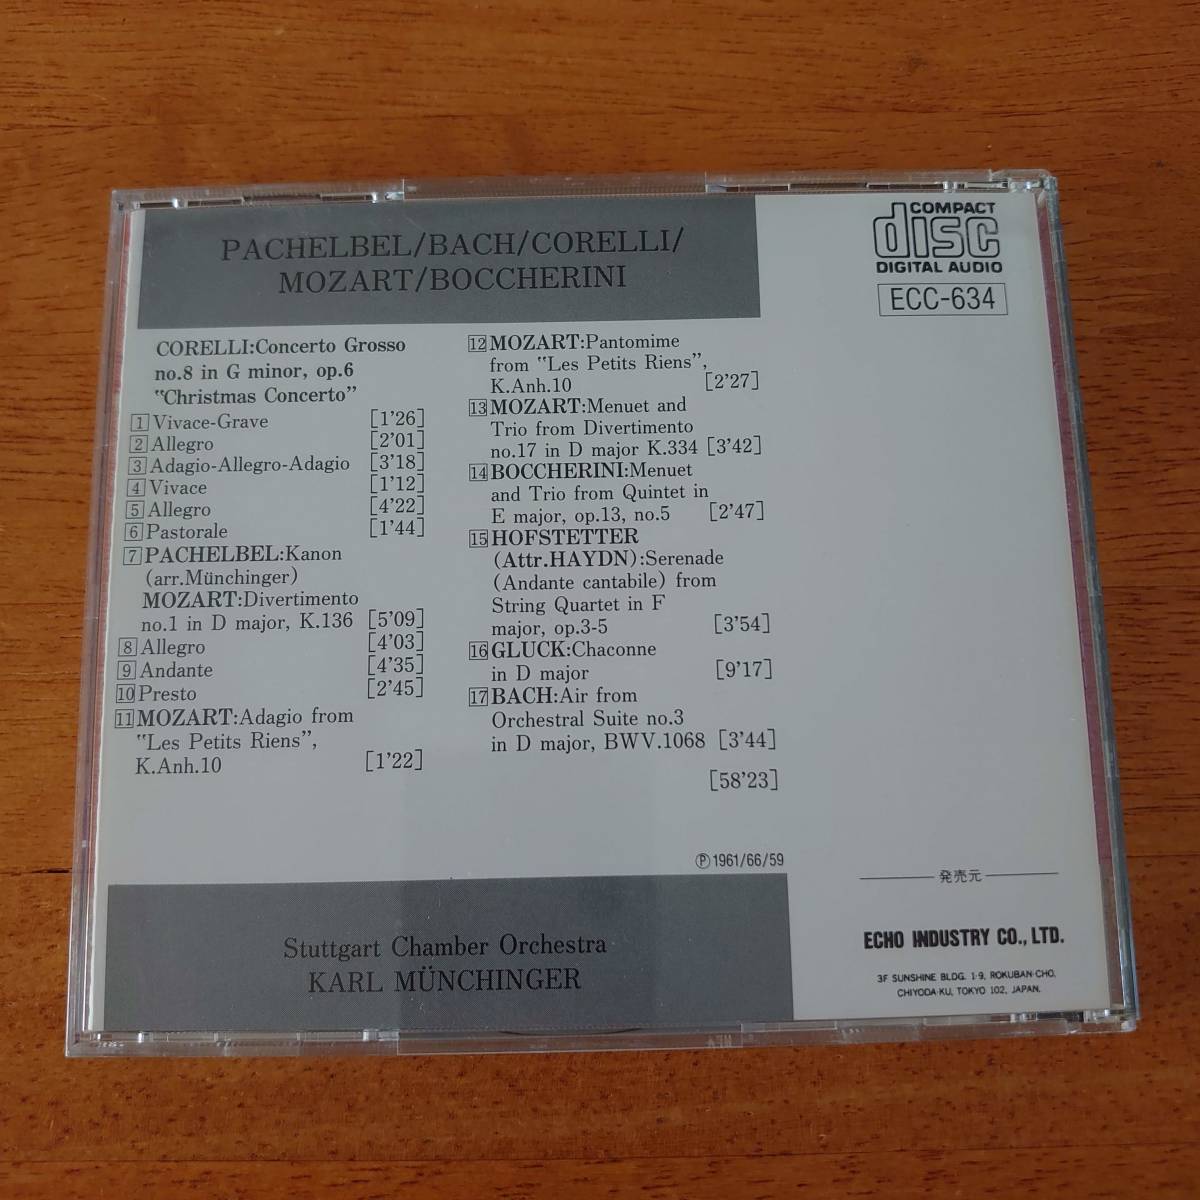 PACHELBEL/BACH/CORELLI/
MOZART/BOCCHERINI
COMPACT
disc
DIGITAL AUDIO
ECC-634
CORELLI:Concerto Grosso
no.8 in G minor, op.6
"Christmas Concerto"
1 Vivace-Grave [1'26]
2 Allegro [2'01]
3 Adagio-Allegro-Adagio [3'18]
4 Vivace [1'12]
5 Allegro [4'22]
6 Pastorale [1'44]
7 PACHELBEL:Kanon
(arr.Münchinger)
MOZART:Divertimento
no.1 in D major, K.136 [5'09]
8 Allegro [4'03]
9 Andante [4'35]
10 Presto [2'45]
11 MOZART:Adagio from
"Les Petits Riens",
K.Anh.10 [1'22]
12 MOZART:Pantomime
from "Les Petits Riens",
K.Anh.10 [2'27]
13 MOZART:Menuet and
Trio from Divertimento
no.17 in D major K.334 [3'42]
14 BOCCHERINI:Menuet
and Trio from Quintet in
E major, op.13, no.5 [2'47]
15 HOFSTETTER
(Attr.HAYDN):Serenade
(Andante cantabile) from
String Quartet in F
major, op.3-5 [3'54]
16 GLUCK:Chaconne
in D major [9'17]
17 BACH:Air from
Orchestral Suite no.3
in D major, BWV.1068 [3'44]
[58'23]
Ⓟ1961/66/59
Stuttgart Chamber Orchestra
KARL MÜNCHINGER
発売元
ECHO INDUSTRY CO., LTD.
3F SUNSHINE BLDG. 1-9, ROKUBAN-CHO,
CHIYODA-KU, TOKYO 102, JAPAN.